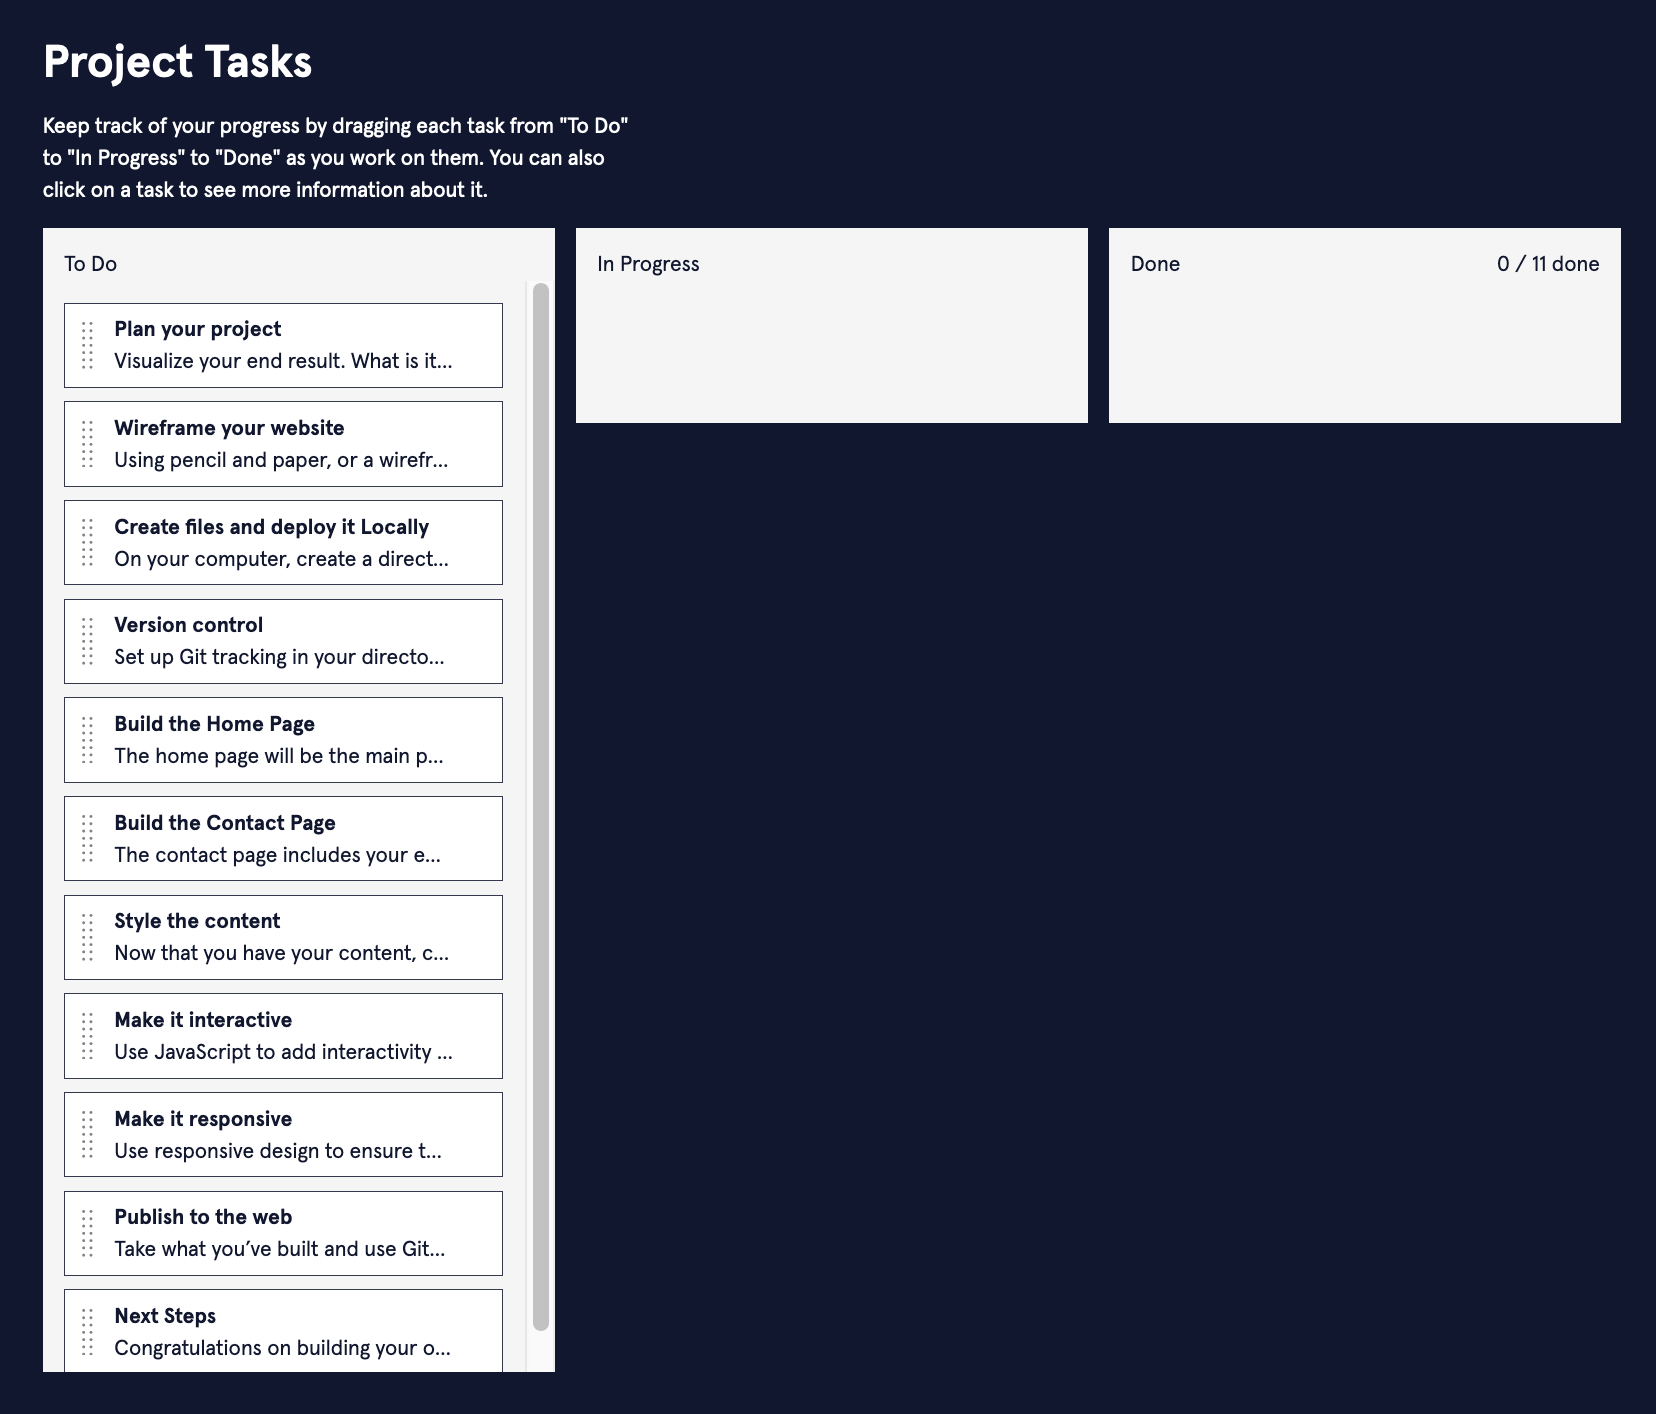 Project Tasks
Keep track of your progress by dragging each task from "To Do"
to "In Progress" to "Done" as you work on them. You can also
click on a task to see more information about it.
To Do
Plan your project
Visualize your end result. What is it...
Wireframe your website
Using pencil and paper, or a wirefr...
Create files and deploy it Locally
On your computer, create a direct...
Version control
Set up Git tracking in your directo...
Build the Home Page
The home page will be the main p...
Build the Contact Page
The contact page includes your e...
Style the content
Now that you have your content, c...
Make it interactive
Use JavaScript to add interactivity ...
Make it responsive
Use responsive design to ensure t...
Publish to the web
Take what you’ve built and use Git...
Next Steps
Congratulations on building your o...
In Progress
Done
0 / 11 done